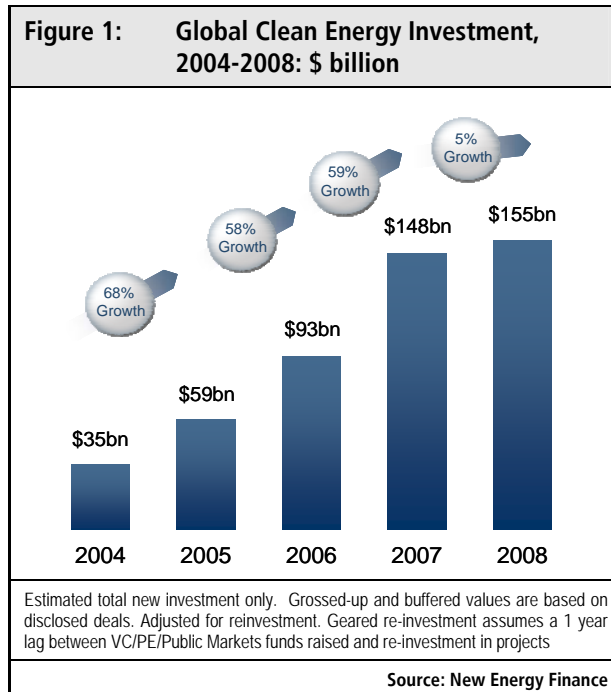 Figure 1: Global Clean Energy Investment,
2004-2008: $ billion
5%
Growth
59%
Growth
58%
Growth
68%
Growth
$35bn
$59bn
$93bn
$148bn
$155bn
2004 2005 2006 2007 2008
Estimated total new investment only. Grossed-up and buffered values are based on
disclosed deals. Adjusted for reinvestment. Geared re-investment assumes a 1 year
lag between VC/PE/Public Markets funds raised and re-investment in projects
Source: New Energy Finance